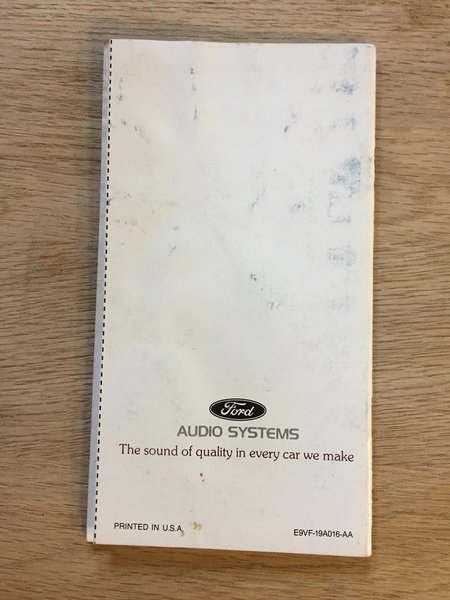 Ford
AUDIO SYSTEMS
The sound of quality in every car we make
PRINTED IN U.S.A. E9VF-19A016-AA